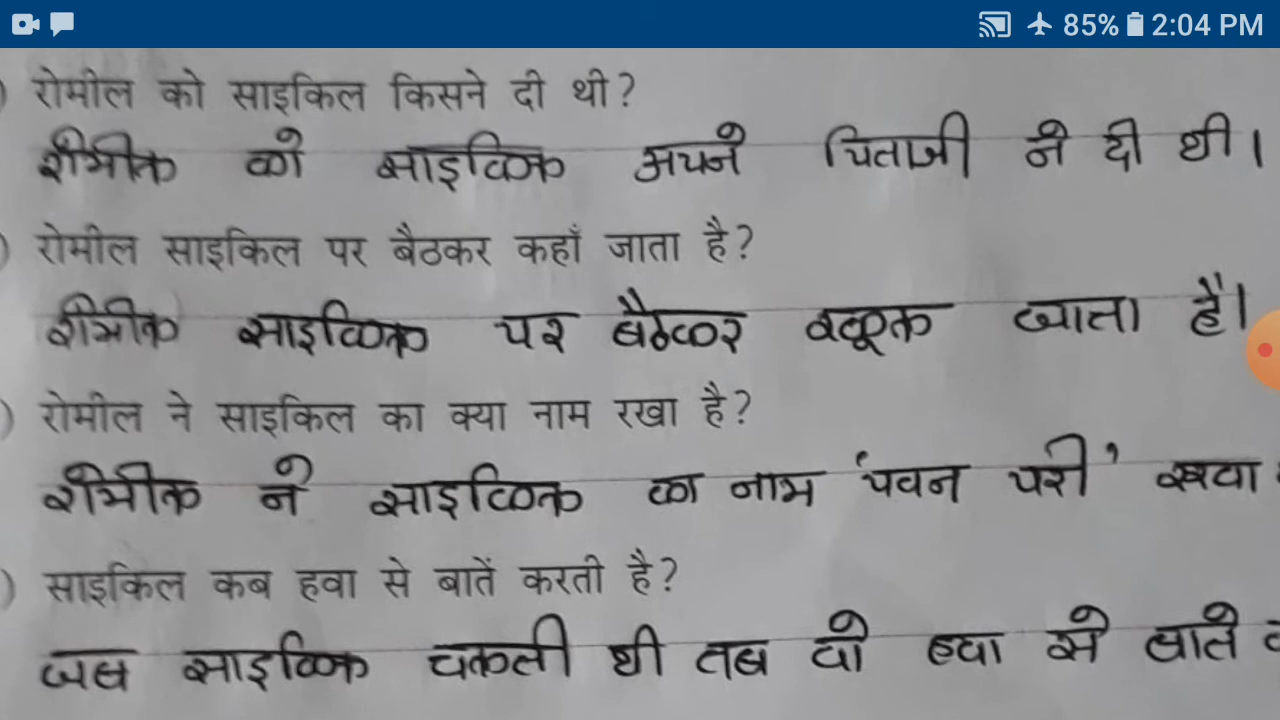 85% 2:04 PM
रोमील को साइकिल किसने दी थी?
रोमील को साइकिल अपने पिताजी ने दी थी।
रोमील साइकिल पर बैठकर कहाँ जाता है?
रोमील साइकिल पर बैठकर स्कूल जाता है।
रोमील ने साइकिल का क्या नाम रखा है?
रोमील ने साइकिल का नाम 'पवन परी' रखा
साइकिल कब हवा से बातें करती है?
जब साइकिल चलती थी तब वो हवा से बाते